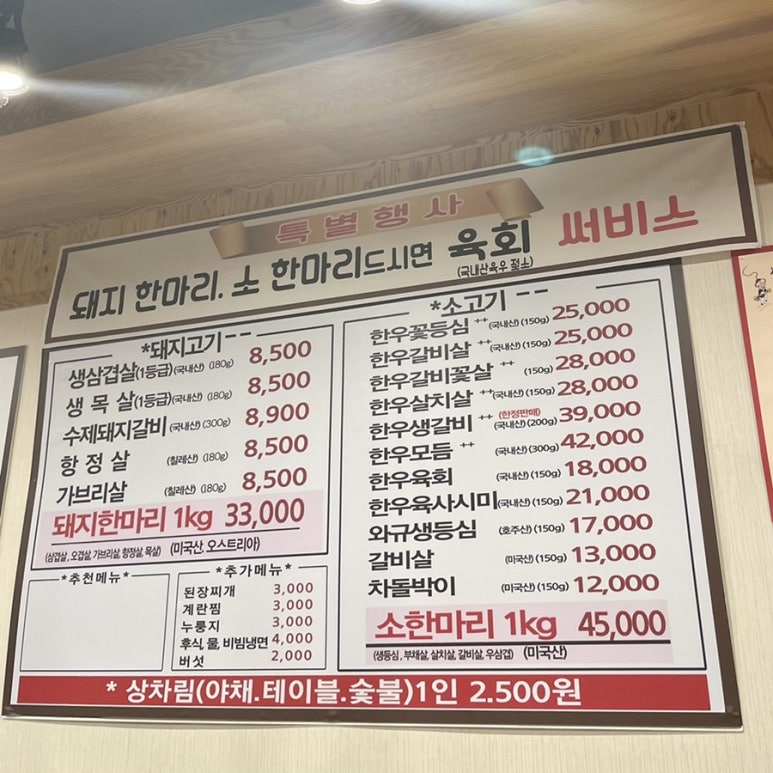 특별행사
돼지 한마리. 소 한마리드시면 육회 써비스
(국내산육우 젖소)
*돼지고기--
생삼겹살(1등급)(국내산) (180g) 8,500
생 목 살(1등급)(국내산) (180g) 8,500
수제돼지갈비(국내산) (300g) 8,900
항 정 살 (칠레산) (180g) 8,500
가브리살 (칠레산) (180g) 8,500
돼지한마리 1kg 33,000
(삼겹살, 오겹살, 가브리살, 항정살, 목살) (미국산, 오스트리아)
*추천메뉴*
*추가메뉴*
된장찌개 3,000
계란찜 3,000
누룽지 3,000
후식, 물, 비빔냉면 4,000
버섯 2,000
*소고기--
한우꽃등심 ++ (국내산) (150g) 25,000
한우갈비살 ++ (국내산) (150g) 25,000
한우갈비꽃살 ++ (150g) 28,000
한우살치살 ++ (국내산) (150g) 28,000
한우생갈비 ++ (한정판매) (국내산) (200g) 39,000
한우모듬 ++ (국내산) (300g) 42,000
한우육회 (국내산) (150g) 18,000
한우육사시미(국내산) (150g) 21,000
와규생등심 (호주산) (150g) 17,000
갈비살 (미국산) (150g) 13,000
차돌박이 (미국산) (150g) 12,000
소한마리 1kg 45,000
(생등심, 부채살, 살치살, 갈비살, 우삼겹) (미국산)
* 상차림(야채.테이블.숯불)1인 2.500원